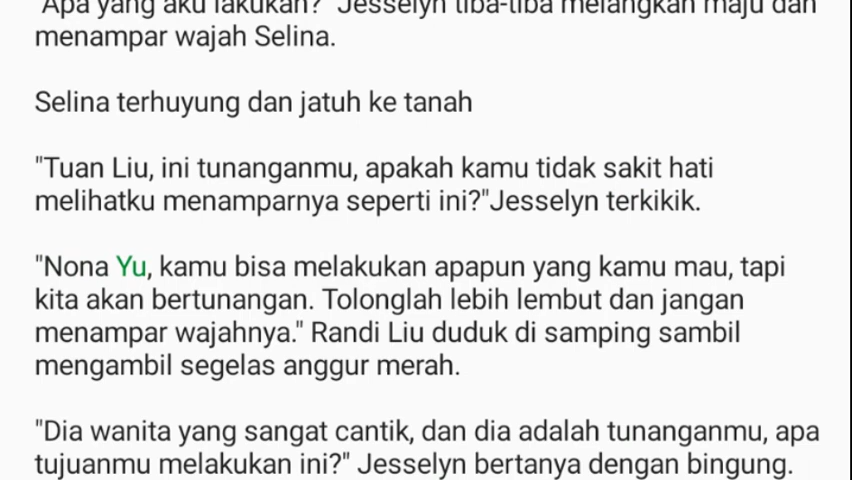 "Apa yang aku lakukan?" Jesselyn tiba-tiba melangkah maju dan
menampar wajah Selina.
Selina terhuyung dan jatuh ke tanah
"Tuan Liu, ini tunanganmu, apakah kamu tidak sakit hati
melihatku menamparnya seperti ini?"Jesselyn terkikik.
"Nona Yu, kamu bisa melakukan apapun yang kamu mau, tapi
kita akan bertunangan. Tolonglah lebih lembut dan jangan
menampar wajahnya." Randi Liu duduk di samping sambil
mengambil segelas anggur merah.
"Dia wanita yang sangat cantik, dan dia adalah tunanganmu, apa
tujuanmu melakukan ini?" Jesselyn bertanya dengan bingung.